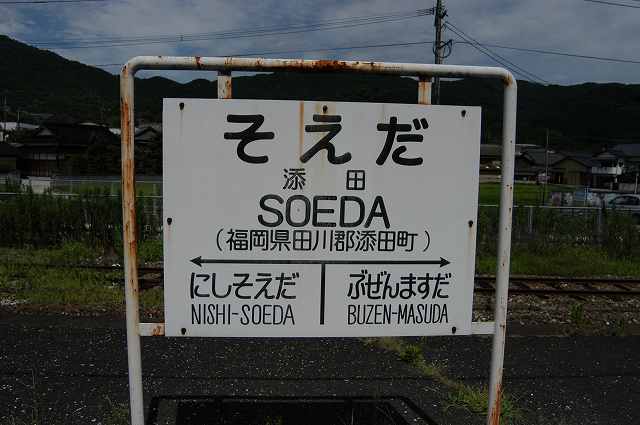 そえだ
添田
SOEDA
(福岡県田川郡添田町)
にしそえだ ぶぜんますだ
NISHI-SOEDA BUZEN-MASUDA